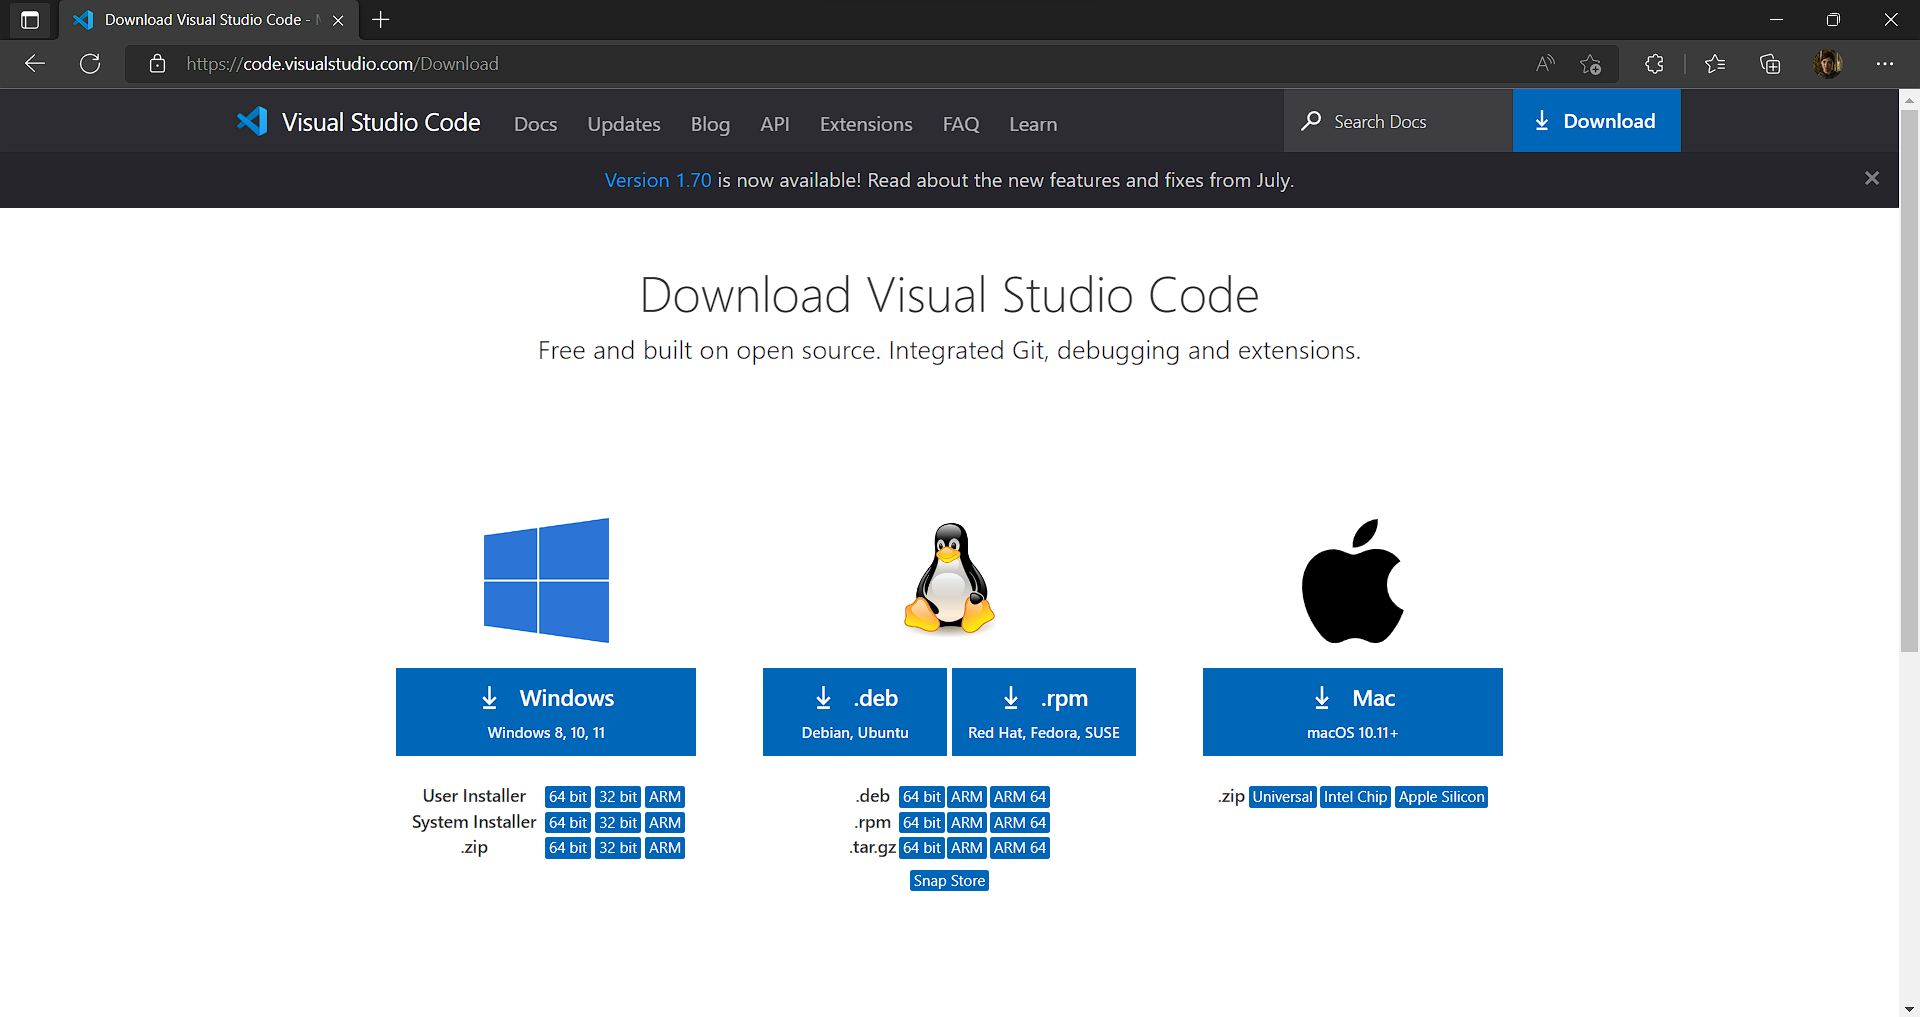 Download Visual Studio Code -
https://code.visualstudio.com/Download
Visual Studio Code Docs Updates Blog API Extensions FAQ Learn Search Docs Download
Version 1.70 is now available! Read about the new features and fixes from July.
Download Visual Studio Code
Free and built on open source. Integrated Git, debugging and extensions.
Windows
Windows 8, 10, 11
User Installer 64 bit 32 bit ARM
System Installer 64 bit 32 bit ARM
.zip 64 bit 32 bit ARM
.deb
Debian, Ubuntu
.rpm
Red Hat, Fedora, SUSE
.deb 64 bit ARM ARM 64
.rpm 64 bit ARM ARM 64
.tar.gz 64 bit ARM ARM 64
Snap Store
Mac
macOS 10.11+
.zip Universal Intel Chip Apple Silicon